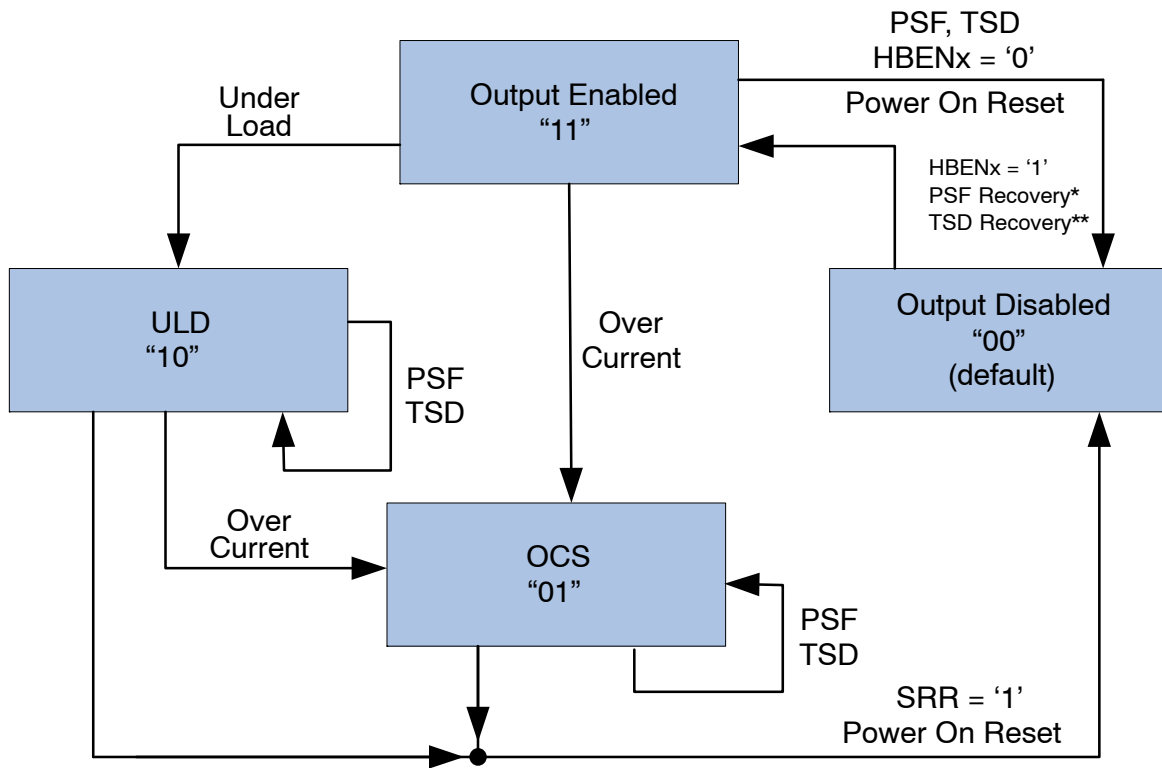 PSF, TSD
HBENx = ‘0’
Power On Reset
Output Enabled
“11”
Under
Load
HBENx = ‘1’
PSF Recovery*
TSD Recovery**
ULD
“10”
Output Disabled
“00”
(default)
Over
Current
PSF
TSD
Over
Current
OCS
“01”
PSF
TSD
SRR = ‘1’
Power On Reset